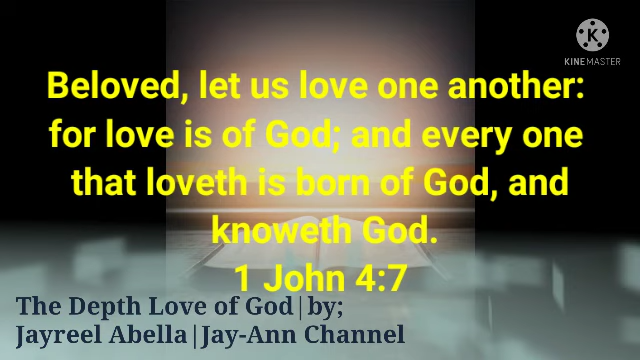 K
KINEMASTER
Beloved, let us love one another:
for love is of God; and every one
that loveth is born of God, and
knoweth God.
1 John 4:7
The Depth Love of God|by;
Jayreel Abella|Jay-Ann Channel